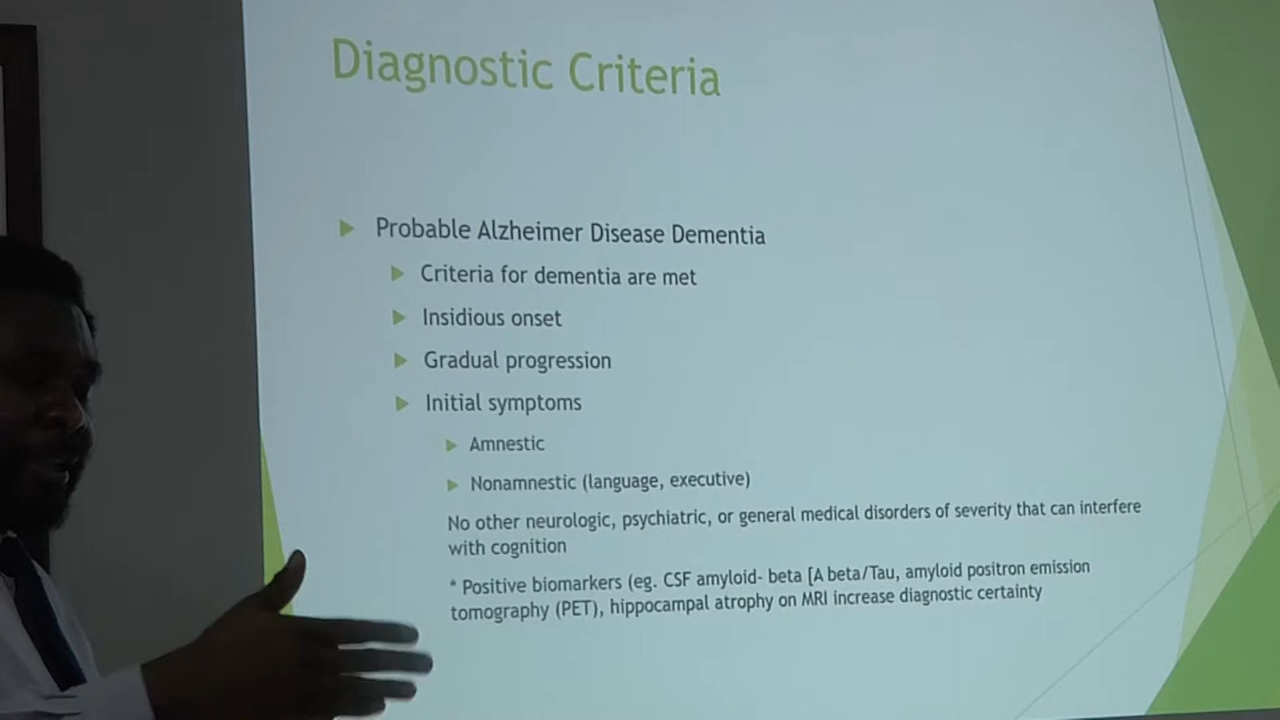 Diagnostic Criteria
Probable Alzheimer Disease Dementia
Criteria for dementia are met
Insidious onset
Gradual progression
Initial symptoms
Amnestic
Nonamnestic (language, executive)
No other neurologic, psychiatric, or general medical disorders of severity that can interfere
with cognition
* Positive biomarkers (eg. CSF amyloid- beta [A beta/Tau, amyloid positron emission
tomography (PET), hippocampal atrophy on MRI increase diagnostic certainty